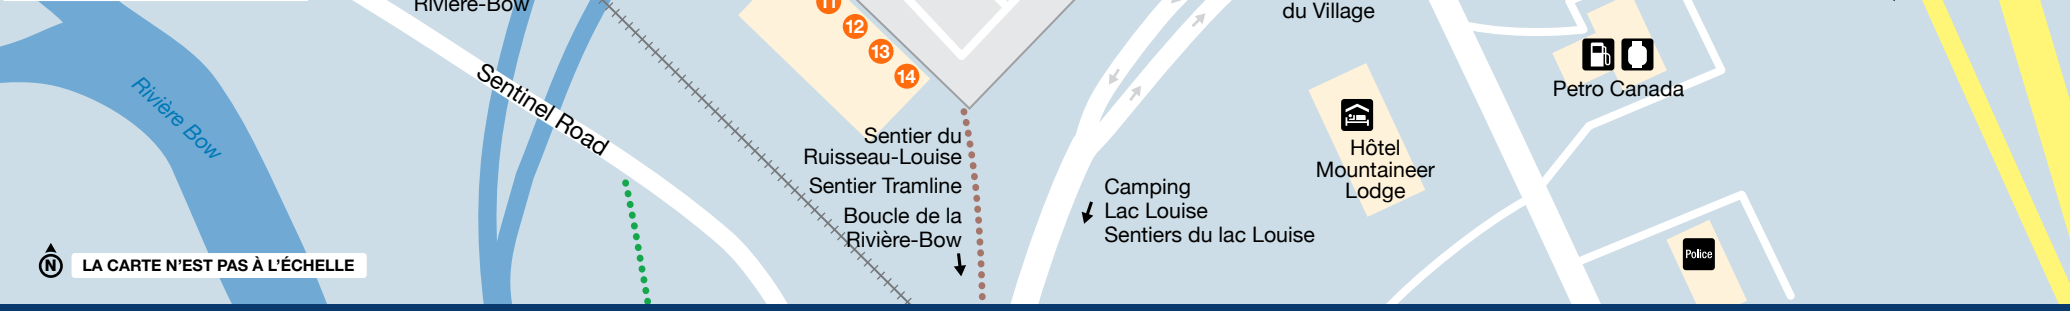 Rivière-Bow
11
12
13
14
du Village
Petro Canada
Rivière Bow
Sentinel Road
Sentier du
Ruisseau-Louise
Sentier Tramline
Boucle de la
Rivière-Bow
Camping
Lac Louise
Sentiers du lac Louise
Hôtel
Mountaineer
Lodge
Police
N
LA CARTE N'EST PAS À L'ÉCHELLE